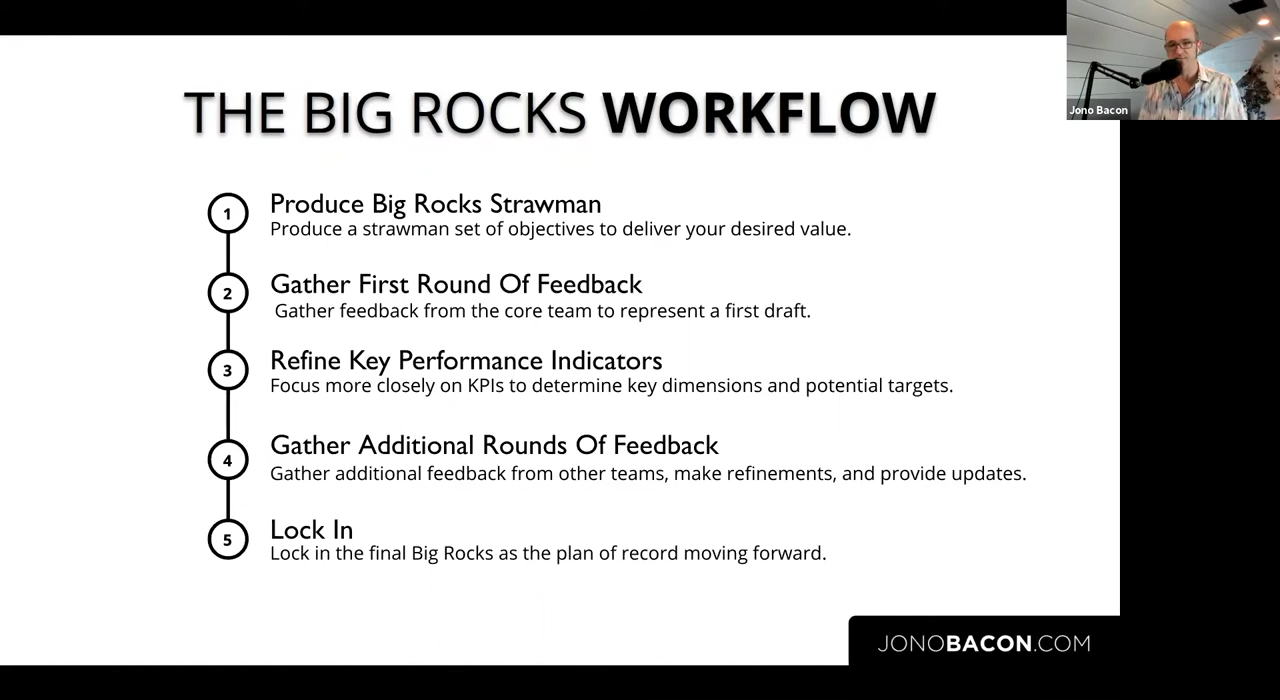 Jono Bacon
THE BIG ROCKS WORKFLOW
1
Produce Big Rocks Strawman
Produce a strawman set of objectives to deliver your desired value.
2
Gather First Round Of Feedback
Gather feedback from the core team to represent a first draft.
3
Refine Key Performance Indicators
Focus more closely on KPIs to determine key dimensions and potential targets.
4
Gather Additional Rounds Of Feedback
Gather additional feedback from other teams, make refinements, and provide updates.
5
Lock In
Lock in the final Big Rocks as the plan of record moving forward.
JONOBACON.COM